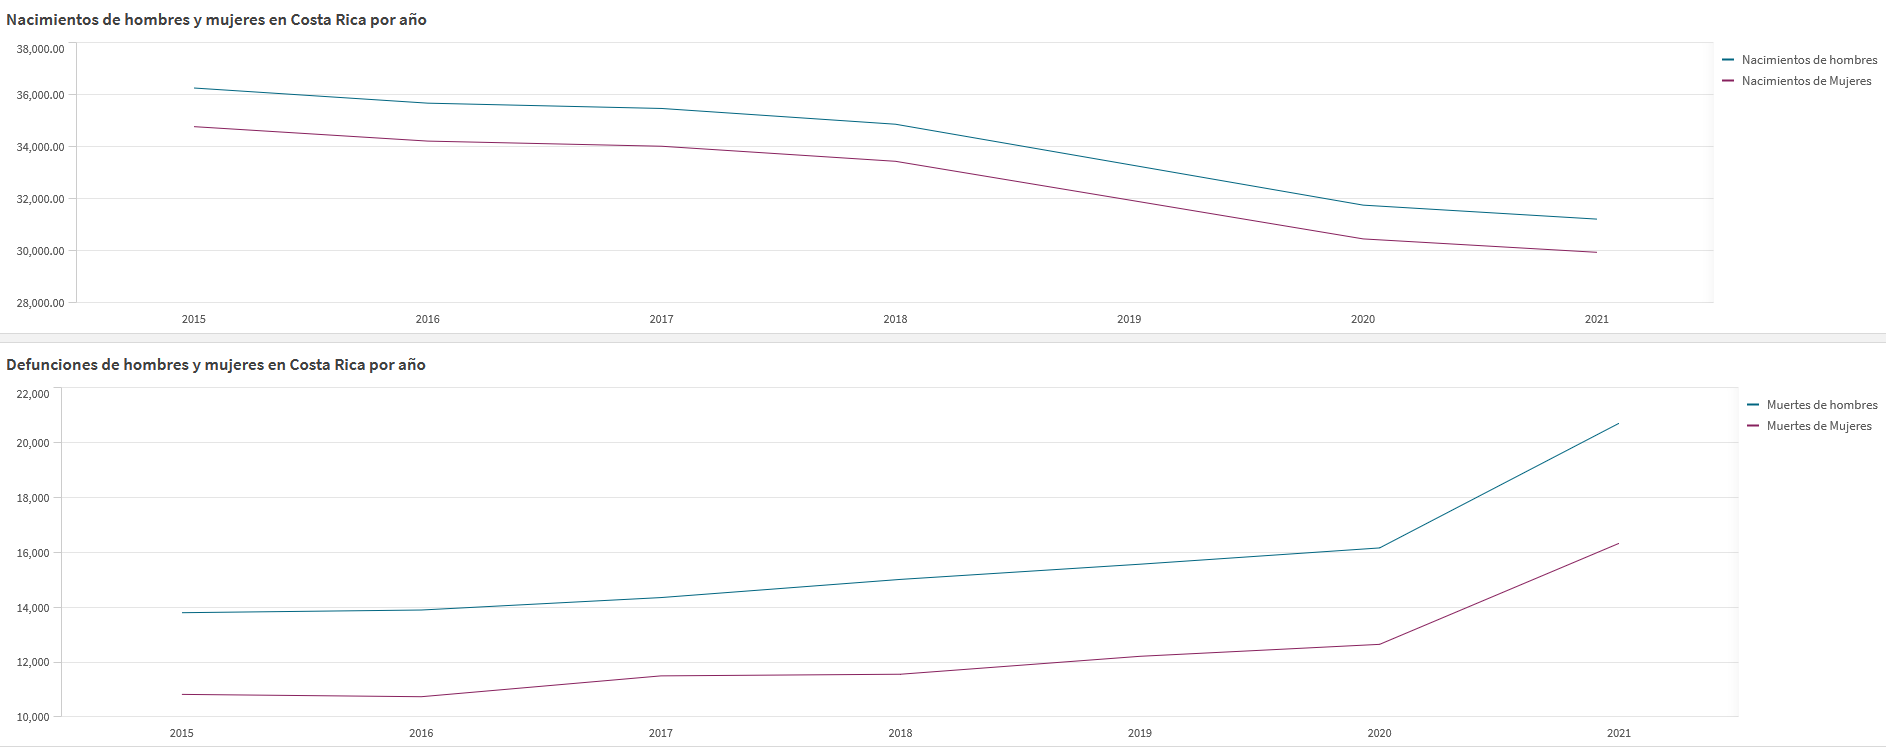 Nacimientos de hombres y mujeres en Costa Rica por año
38,000.00
36,000.00
34,000.00
32,000.00
30,000.00
28,000.00
2015 2016 2017 2018 2019 2020 2021
Nacimientos de hombres
Nacimientos de Mujeres
Defunciones de hombres y mujeres en Costa Rica por año
22,000
20,000
18,000
16,000
14,000
12,000
10,000
2015 2016 2017 2018 2019 2020 2021
Muertes de hombres
Muertes de Mujeres